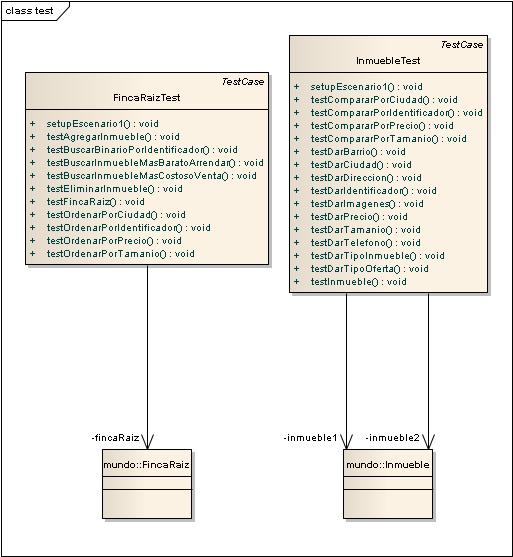 class test
TestCase
FincaRaizTest
+ setupEscenario1() : void
+ testAgregarInmueble() : void
+ testBuscarBinarioPorIdentificador() : void
+ testBuscarInmuebleMasBaratoArrendar() : void
+ testBuscarInmuebleMasCostosoVenta() : void
+ testEliminarInmueble() : void
+ testFincaRaiz() : void
+ testOrdenarPorCiudad() : void
+ testOrdenarPorIdentificador() : void
+ testOrdenarPorPrecio() : void
+ testOrdenarPorTamanio() : void
TestCase
InmuebleTest
+ setupEscenario1() : void
+ testCompararPorCiudad() : void
+ testCompararPorIdentificador() : void
+ testCompararPorPrecio() : void
+ testCompararPorTamanio() : void
+ testDarBarrio() : void
+ testDarCiudad() : void
+ testDarDireccion() : void
+ testDarIdentificador() : void
+ testDarImagenes() : void
+ testDarPrecio() : void
+ testDarTamanio() : void
+ testDarTelefono() : void
+ testDarTipoInmueble() : void
+ testDarTipoOferta() : void
+ testInmueble() : void
-fincaRaiz
-inmueble1
-inmueble2
mundo::FincaRaiz
mundo::Inmueble